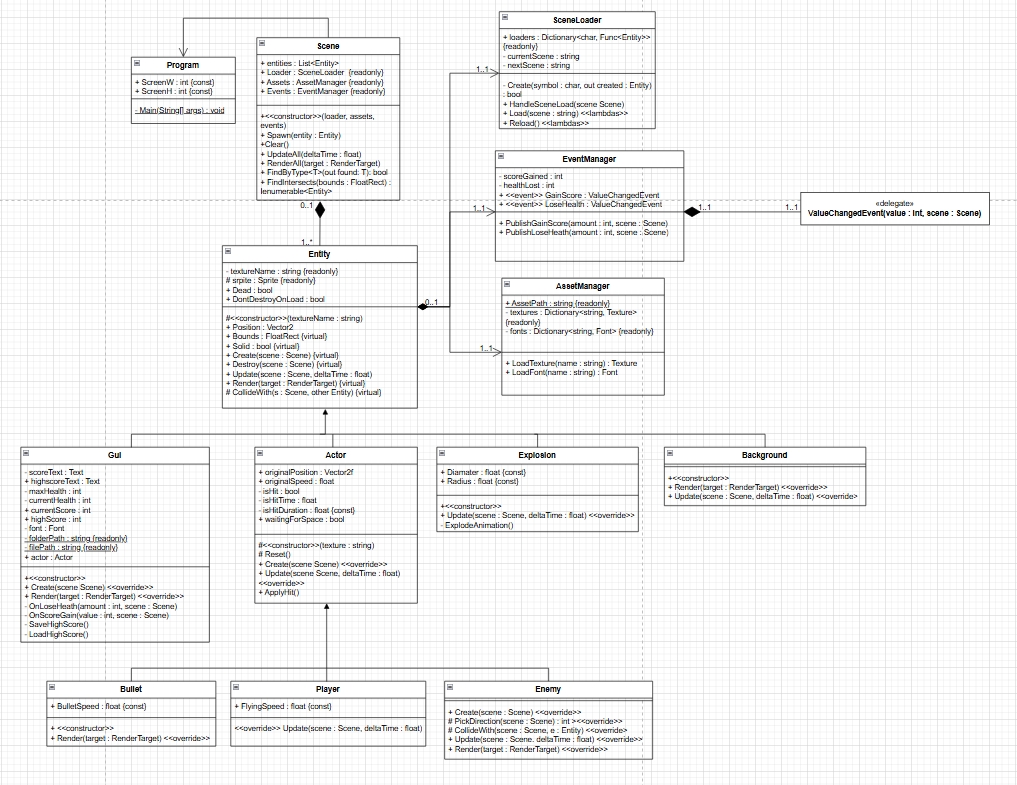 Program
+ ScreenW : int {const}
+ ScreenH : int {const}
- Main(String[] args) : void
Scene
+ entities : List<Entity>
+ Loader : SceneLoader {readonly}
+ Assets : AssetManager {readonly}
+ Events : EventManager {readonly}
+<<constructor>>(loader, assets,
events)
+ Spawn(entity : Entity)
+Clear()
+ UpdateAll(deltaTime : float)
+ RenderAll(target : RenderTarget)
+ FindByType<T>(out found: T): bool
+ FindIntersects(bounds : FloatRect) :
Ienumerable<Entity>
0..1
1..*
SceneLoader
+ loaders : Dictionary<char, Func<Entity>>
{readonly}
- currentScene : string
- nextScene : string
- Create(symbol : char, out created : Entity)
: bool
+ HandleSceneLoad(scene Scene)
+ Load(scene : string) <<lambdas>>
+ Reload() <<lambdas>>
1..1
EventManager
- scoreGained : int
- healthLost : int
+ <<event>> GainScore : ValueChangedEvent
+ <<event>> LoseHealth : ValueChangedEvent
+ PublishGainScore(amount : int, scene : Scene)
+ PublishLoseHeath(amount : int, scene : Scene)
1..1
1..1
1..1
«delegate»
ValueChangedEvent(value : int, scene : Scene)
Entity
- textureName : string {readonly}
# srpite : Sprite {readonly}
+ Dead : bool
+ DontDestroyOnLoad : bool
#<<constructor>>(textureName : string)
+ Position : Vector2
+ Bounds : FloatRect {virtual}
+ Solid : bool {virtual}
+ Create(scene : Scene) {virtual}
+ Destroy(scene : Scene) {virtual}
+ Update(scene : Scene, deltaTime : float)
+ Render(target : RenderTarget) {virtual}
# CollideWith(s : Scene, other Entity) {virtual}
0..1
AssetManager
+ AssetPath : string {readonly}
- textures : Dictionary<string, Texture>
{readonly}
- fonts : Dictionary<string, Font> {readonly}
+ LoadTexture(name : string) : Texture
+ LoadFont(name : string) : Font
1..1
Gui
- scoreText : Text
+ highscoreText : Text
- maxHealth : int
- currentHealth : int
+ currentScore : int
+ highScore : int
- font : Font
- folderPath : string {readonly}
- filePath : string {readonly}
+ actor : Actor
+<<constructor>>
+ Create(scene Scene) <<override>>
+ Render(target : RenderTarget) <<override>>
- OnLoseHeath(amount : int, scene : Scene)
- OnScoreGain(value : int, scene : Scene)
- SaveHighScore()
- LoadHighScore()
Actor
+ originalPosition : Vector2f
+ originalSpeed : float
- isHit : bool
- isHitTime : float
- isHitDuration : float {const}
+ waitingForSpace : bool
#<<constructor>>(texture : string)
# Reset()
+ Create(scene Scene) <<override>
+ Update(scene Scene, deltaTime : float)
<<override>>
+ ApplyHit()
Explosion
+ Diamater : float {const}
+ Radius : float {const}
+<<constructor>>
+ Update(scene : Scene, deltaTime : float) <<override>>
- ExplodeAnimation()
Background
+<<constructor>>
+ Render(target : RenderTarget) <<override>>
+ Update(scene : Scene, deltaTime : float) <<override>
Bullet
+ BulletSpeed : float {const}
+ <<constructor>>
+ Render(target : RenderTarget) <<override>>
Player
+ FlyingSpeed : float {const}
<<override>> Update(scene : Scene, deltaTime : float)
Enemy
+ Create(scene : Scene) <<override>>
# PickDirection(scene : Scene) : int ><<override>>
# CollideWith(scene : Scene, e : Entity) <<override>>
+ Update(scene : Scene, deltaTime : float) <<override>>
+ Render(target : RenderTarget) <<override>>